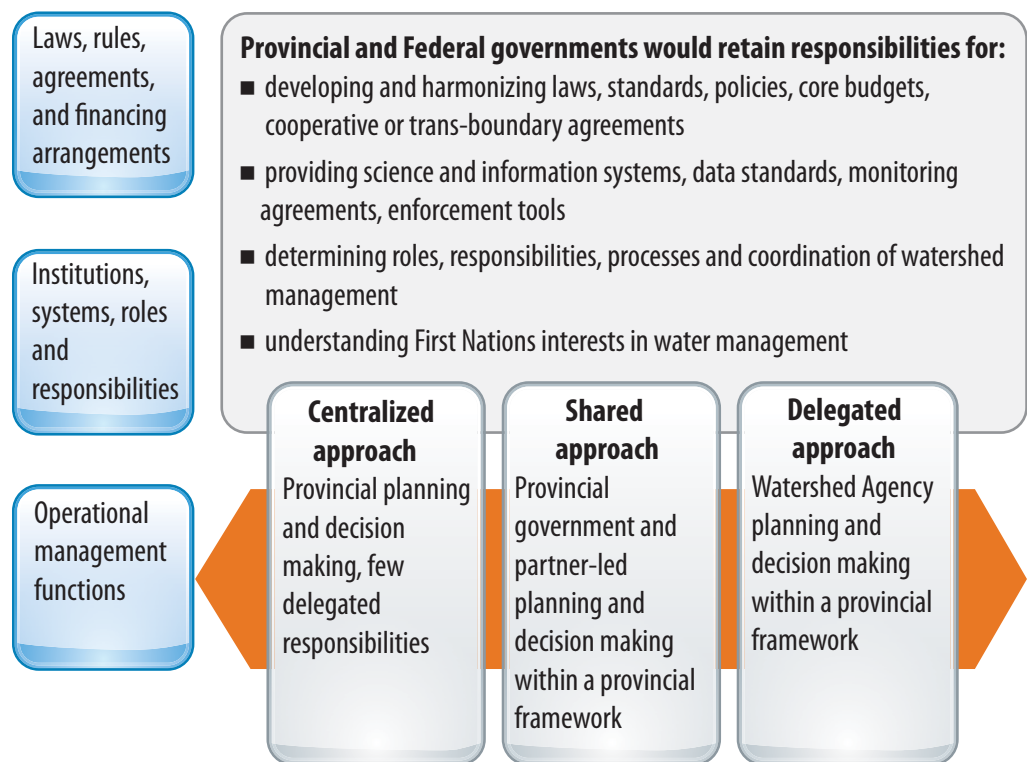 Laws, rules,
agreements,
and financing
arrangements
Provincial and Federal governments would retain responsibilities for:
■ developing and harmonizing laws, standards, policies, core budgets,
cooperative or trans-boundary agreements
■ providing science and information systems, data standards, monitoring
agreements, enforcement tools
■ determining roles, responsibilities, processes and coordination of watershed
management
■ understanding First Nations interests in water management
Institutions,
systems, roles
and
responsibilities
Operational
management
functions
Centralized
approach
Provincial planning
and decision
making, few
delegated
responsibilities
Shared
approach
Provincial
government and
partner-led
planning and
decision making
within a provincial
framework
Delegated
approach
Watershed Agency
planning and
decision making
within a provincial
framework